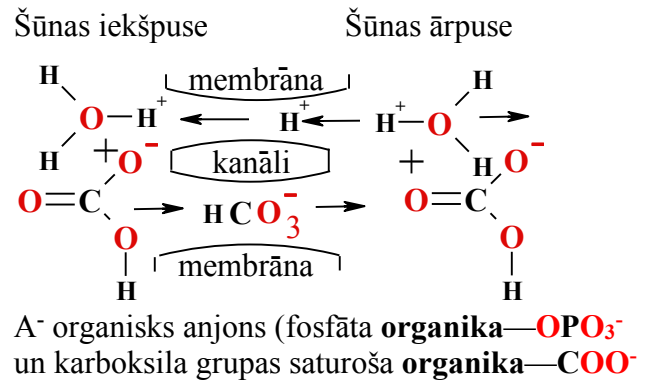 Šūnas iekšpuse Šūnas ārpuse
H membrāna H
O—H⁺ H⁺ H⁺—O
H + O⁻ kanāli + H O⁻
O=C HCO₃⁻ O=C
O O
H membrāna H
A⁻ organisks anjons (fosfāta organika—OPO₃⁻
un karboksila grupas saturoša organika—COO⁻